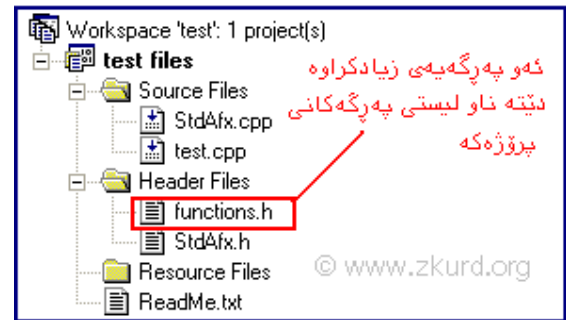 Workspace 'test': 1 project(s)
test files
Source Files
StdAfx.cpp
test.cpp
Header Files
functions.h
StdAfx.h
Resource Files
ReadMe.txt
ئەو پەڕگەیەی زیادکراوە
دێتە ناو لیستی پەڕگەکانی
پرۆژەکە
© www.zkurd.org